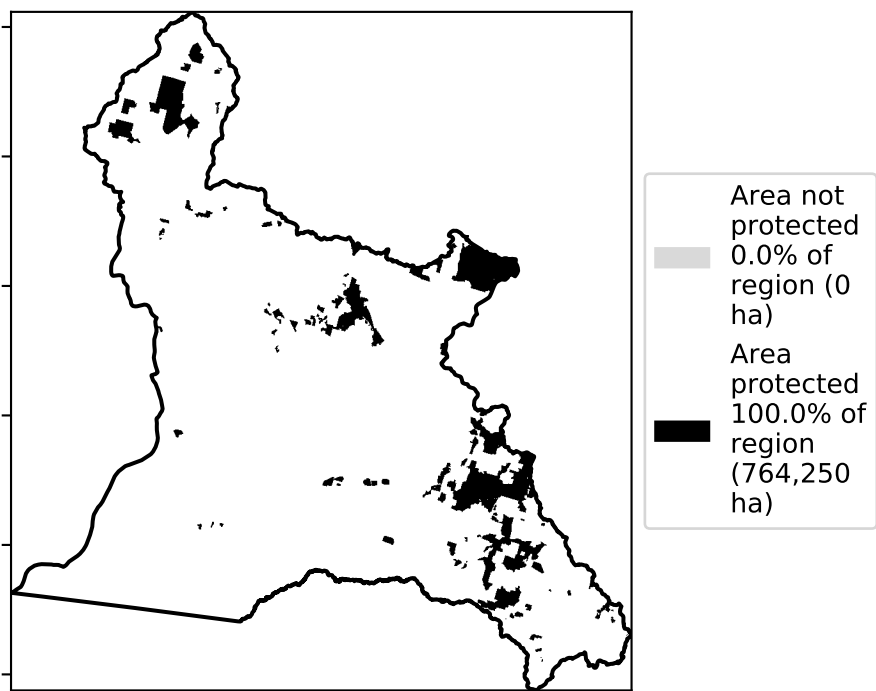 Area not
protected
0.0% of
region (0
ha)
Area
protected
100.0% of
region
(764,250
ha)